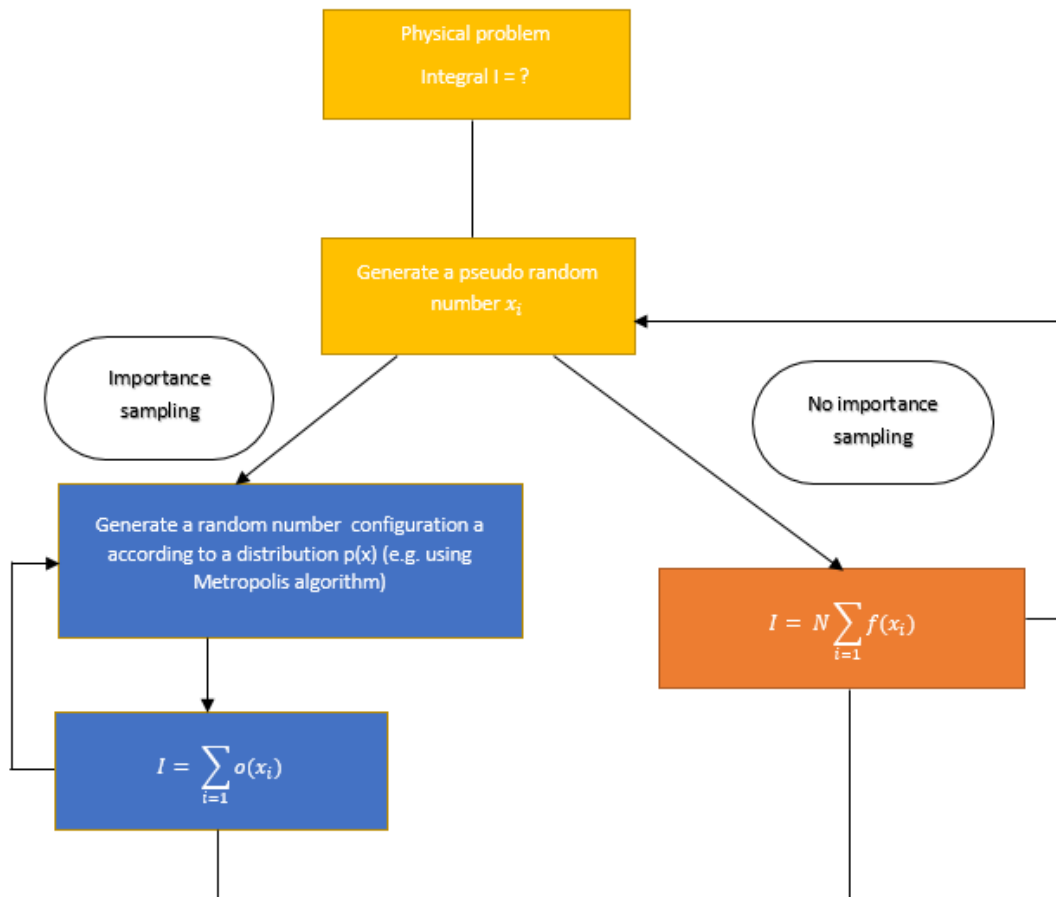 Physical problem
Integral I = ?
Generate a pseudo random
number xᵢ
Importance
sampling
No importance
sampling
Generate a random number configuration a
according to a distribution p(x) (e.g. using
Metropolis algorithm)
I = N∑ᵢ₌₁ f(xᵢ)
I = ∑ᵢ₌₁ o(xᵢ)